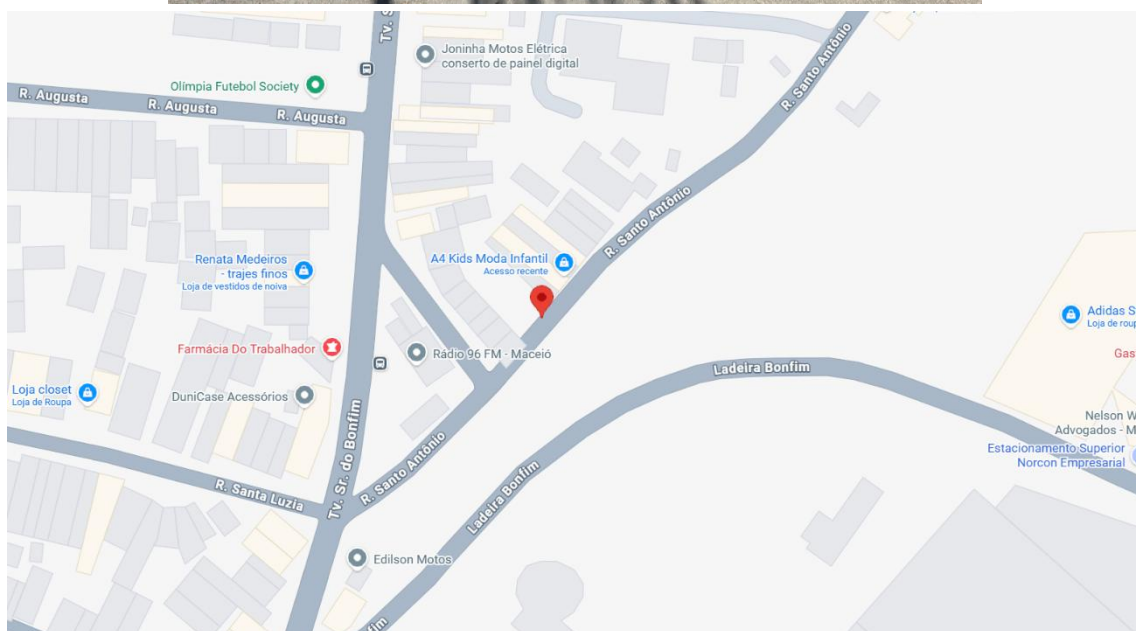 Tv. S
Joninha Motos Elétrica
conserto de painel digital
R. Santo Antônio
Olímpia Futebol Society
R. Augusta
R. Augusta
R. Augusta
R. Santo Antônio
A4 Kids Moda Infantil
Acesso recente
Renata Medeiros
- trajes finos
Loja de vestidos de noiva
Adidas S
Loja de roup
Farmácia Do Trabalhador
Rádio 96 FM - Maceió
Gas
Ladeira Bonfim
Loja closet
Loja de Roupa
DuniCase Acessórios
Nelson W
Advogados - M
Tv. Sr. do Bonfim
R. Santo Antônio
Estacionamento Superior
Norcon Empresarial
Ladeira Bonfim
R. Santa Luzia
Edilson Motos
fim